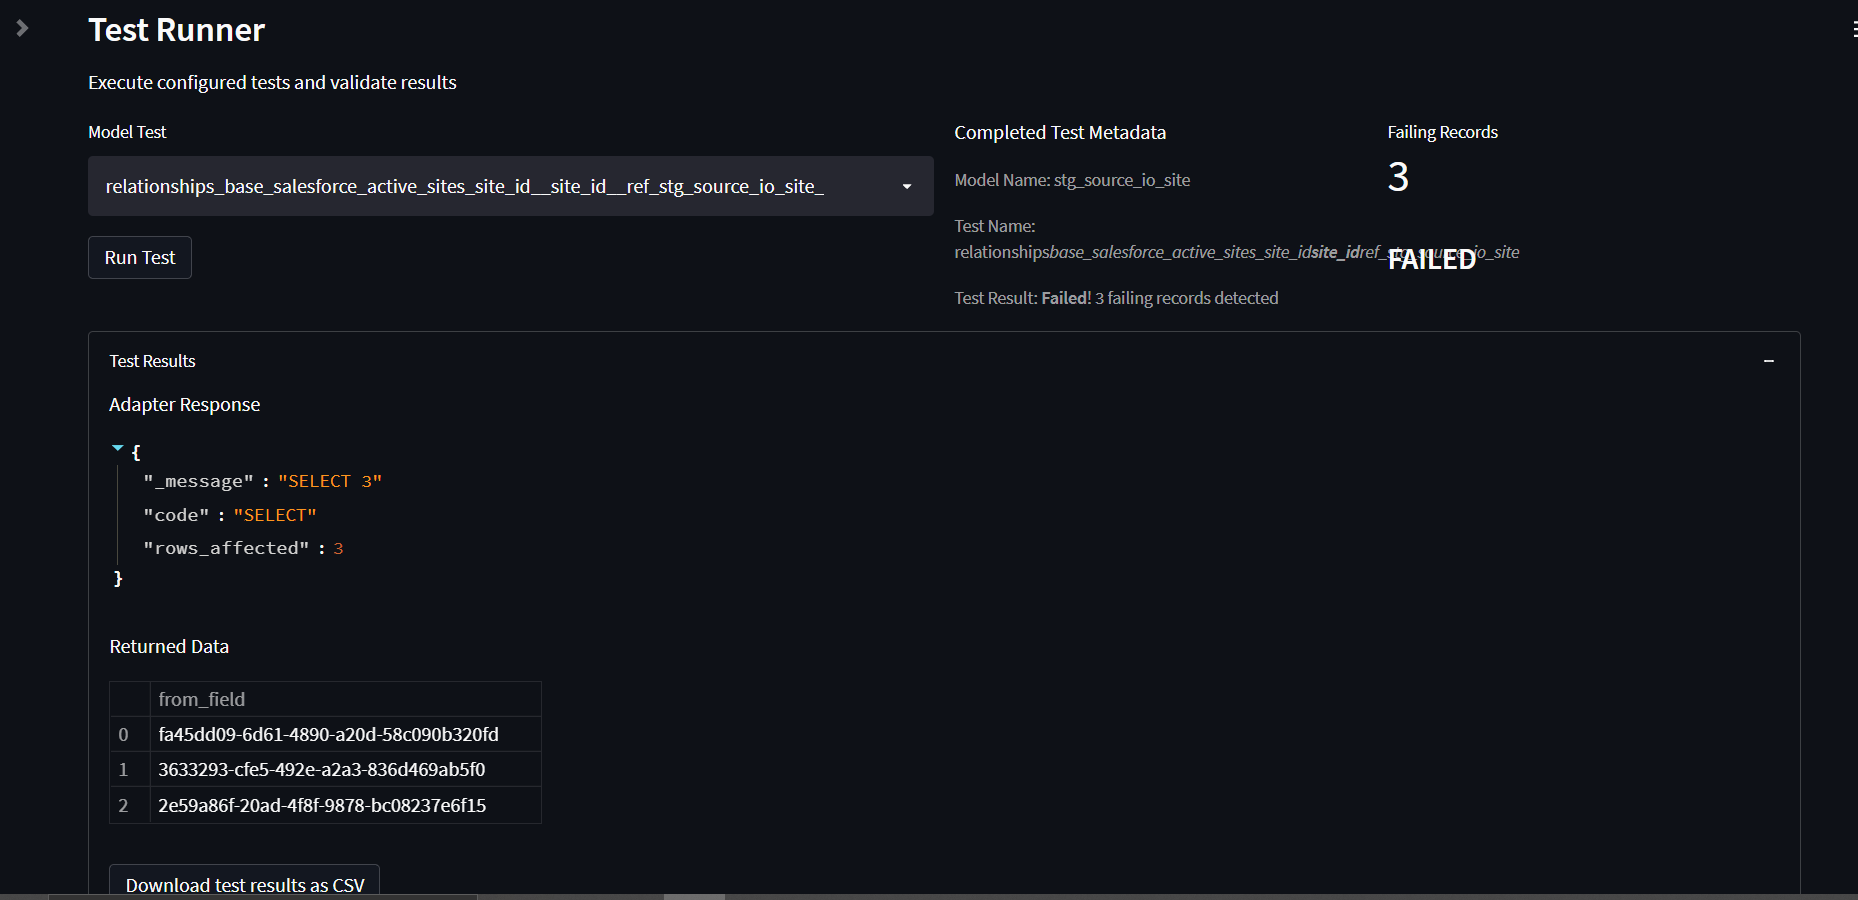 Test Runner
Execute configured tests and validate results
Model Test
relationships_base_salesforce_active_sites_site_id__site_id__ref_stg_source_io_site_
Run Test
Completed Test Metadata
Model Name: stg_source_io_site
Test Name:
relationshipsbase_salesforce_active_sites_site_idsite_idref_stg_source_io_site
Test Result: Failed! 3 failing records detected
Failing Records
3
FAILED
Test Results
Adapter Response
{
"_message" : "SELECT 3"
"code" : "SELECT"
"rows_affected" : 3
}
Returned Data
from_field
0 fa45dd09-6d61-4890-a20d-58c090b320fd
1 3633293-cfe5-492e-a2a3-836d469ab5f0
2 2e59a86f-20ad-4f8f-9878-bc08237e6f15
Download test results as CSV